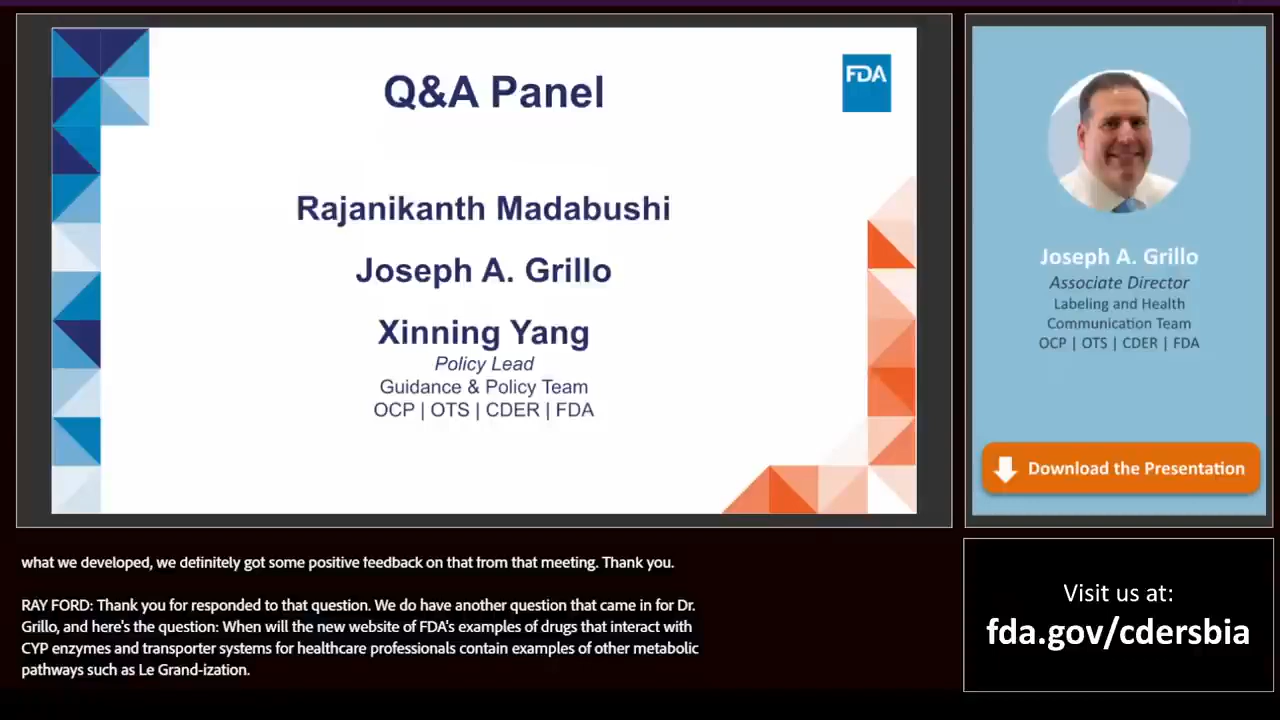 Q&A Panel
FDA
Rajanikanth Madabushi
Joseph A. Grillo
Xinning Yang
Policy Lead
Guidance & Policy Team
OCP | OTS | CDER | FDA
Joseph A. Grillo
Associate Director
Labeling and Health
Communication Team
OCP | OTS | CDER | FDA
Download the Presentation
what we developed, we definitely got some positive feedback on that from that meeting. Thank you.
RAY FORD: Thank you for responded to that question. We do have another question that came in for Dr.
Grillo, and here's the question: When will the new website of FDA's examples of drugs that interact with
CYP enzymes and transporter systems for healthcare professionals contain examples of other metabolic
pathways such as Le Grand-ization.
Visit us at:
fda.gov/cdersbia